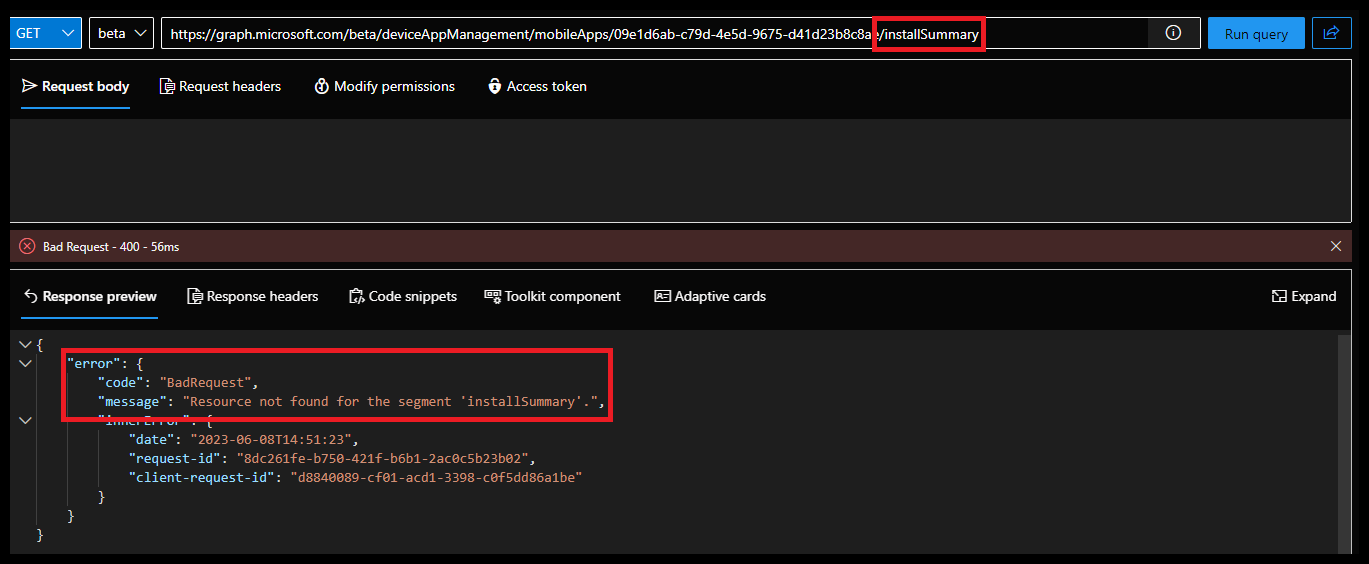 GET beta https://graph.microsoft.com/beta/deviceAppManagement/mobileApps/09e1d6ab-c79d-4e5d-9675-d41d23b8c8ae/installSummary Run query
Request body Request headers Modify permissions Access token
Bad Request - 400 - 56ms
Response preview Response headers Code snippets Toolkit component Adaptive cards Expand
{
"error": {
"code": "BadRequest",
"message": "Resource not found for the segment 'installSummary'.",
"innerError": {
"date": "2023-06-08T14:51:23",
"request-id": "8dc261fe-b750-421f-b6b1-2ac0c5b23b02",
"client-request-id": "d8840089-cf01-acd1-3398-c0f5dd86a1be"
}
}
}